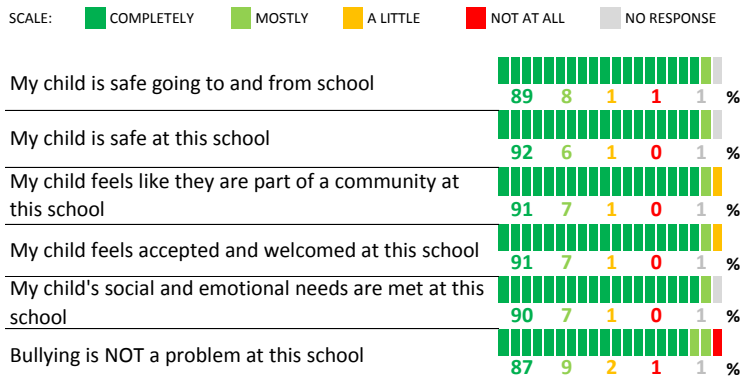 SCALE: COMPLETELY MOSTLY A LITTLE NOT AT ALL NO RESPONSE
My child is safe going to and from school
89 8 1 1 1 %
My child is safe at this school
92 6 1 0 1 %
My child feels like they are part of a community at
this school
91 7 1 0 1 %
My child feels accepted and welcomed at this school
91 7 1 0 1 %
My child's social and emotional needs are met at this
school
90 7 1 0 1 %
Bullying is NOT a problem at this school
87 9 2 1 1 %